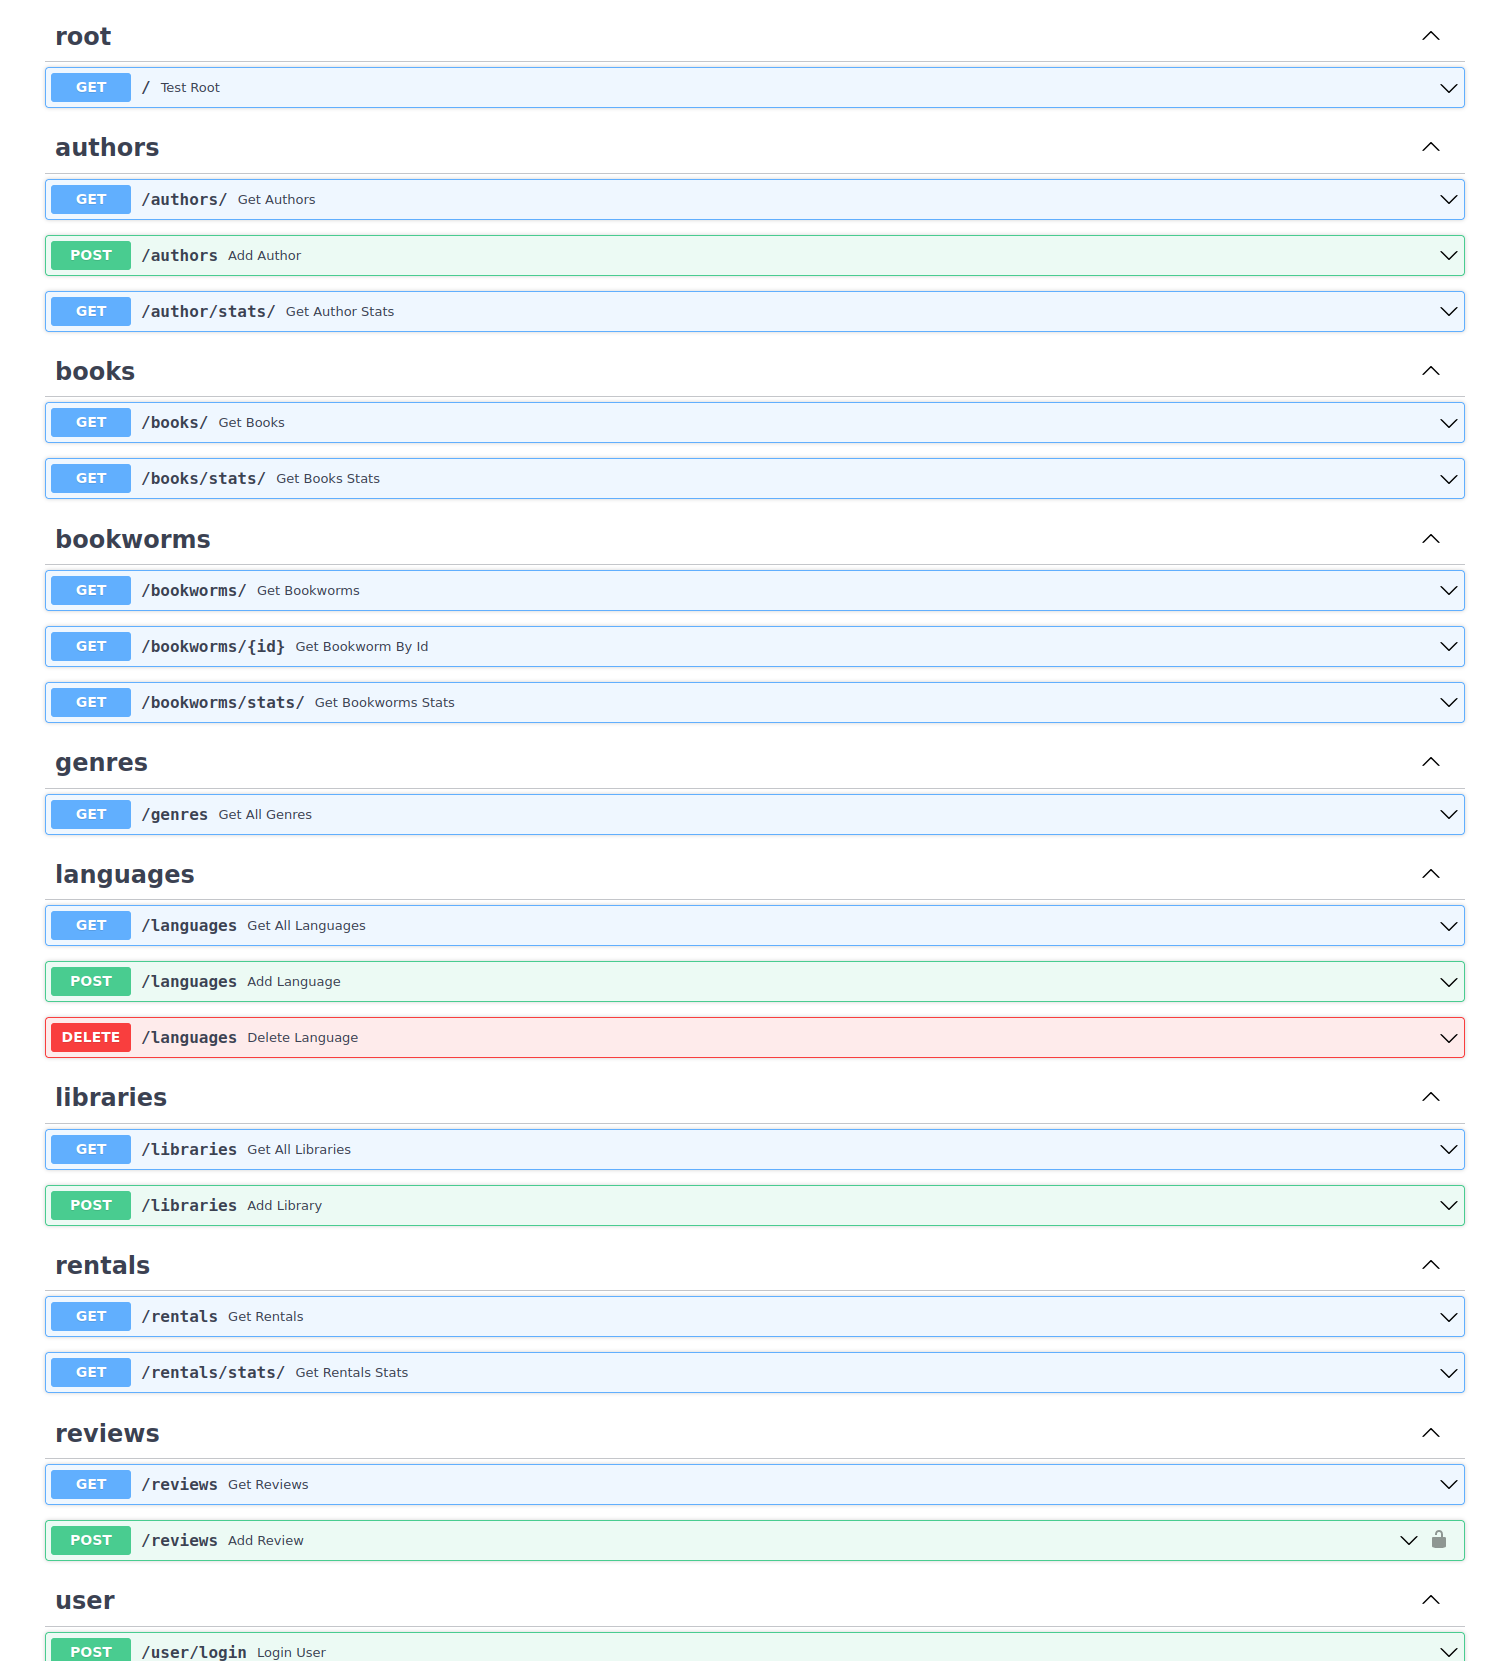 root
GET / Test Root
authors
GET /authors/ Get Authors
POST /authors Add Author
GET /author/stats/ Get Author Stats
books
GET /books/ Get Books
GET /books/stats/ Get Books Stats
bookworms
GET /bookworms/ Get Bookworms
GET /bookworms/{id} Get Bookworm By Id
GET /bookworms/stats/ Get Bookworms Stats
genres
GET /genres Get All Genres
languages
GET /languages Get All Languages
POST /languages Add Language
DELETE /languages Delete Language
libraries
GET /libraries Get All Libraries
POST /libraries Add Library
rentals
GET /rentals Get Rentals
GET /rentals/stats/ Get Rentals Stats
reviews
GET /reviews Get Reviews
POST /reviews Add Review
user
POST /user/login Login User